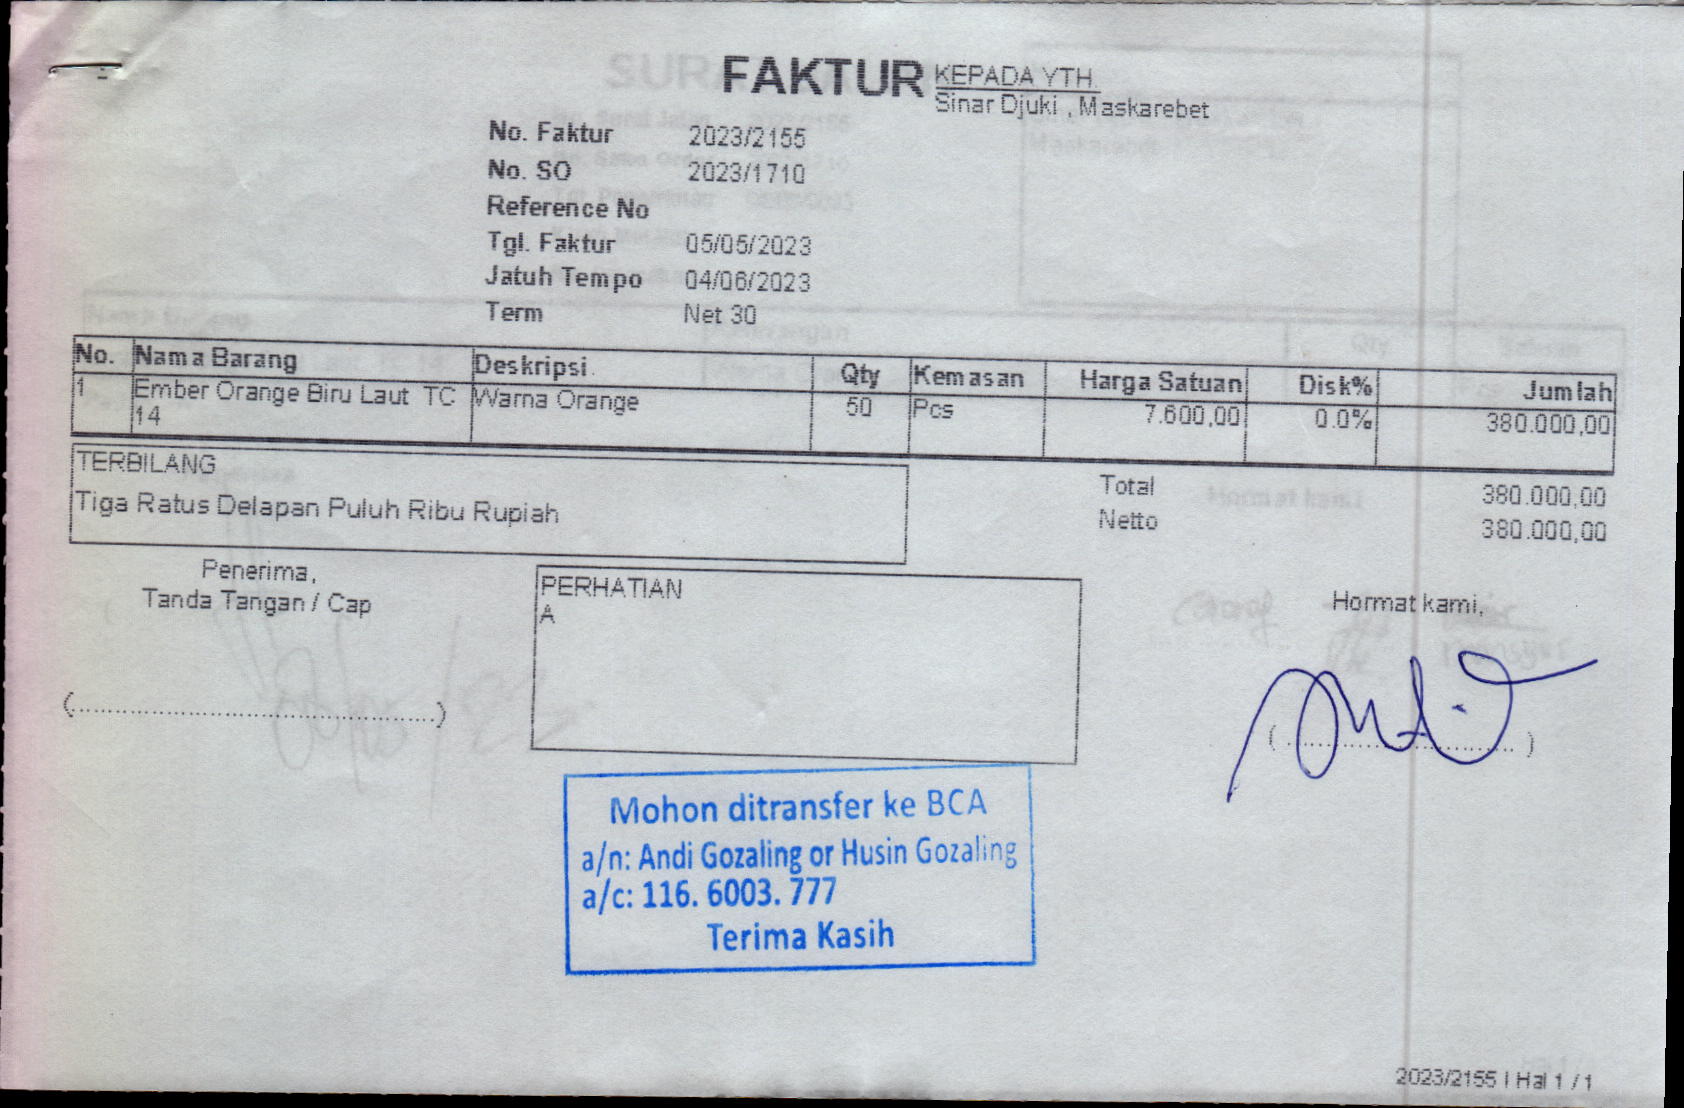 FAKTUR
KEPADA YTH.
Sinar Djuki , Maskarebet
No. Faktur 2023/2155
No. SO 2023/1710
Reference No
Tgl. Faktur 05/05/2023
Jatuh Tempo 04/06/2023
Term Net 30
No. Nama Barang Deskripsi Qty Kemasan Harga Satuan Disk% Jumlah
1 Ember Orange Biru Laut TC Warna Orange 50 Pcs 7.600,00 0.0% 380.000,00
14
TERBILANG
Tiga Ratus Delapan Puluh Ribu Rupiah
Total 380.000,00
Netto 380.000,00
Penerima,
Tanda Tangan / Cap
(..........................................................)
PERHATIAN
A
Hormat kami,
(.......................................)
Mohon ditransfer ke BCA
a/n: Andi Gozaling or Husin Gozaling
a/c: 116. 6003. 777
Terima Kasih
2023/2155 | Hal 1 / 1